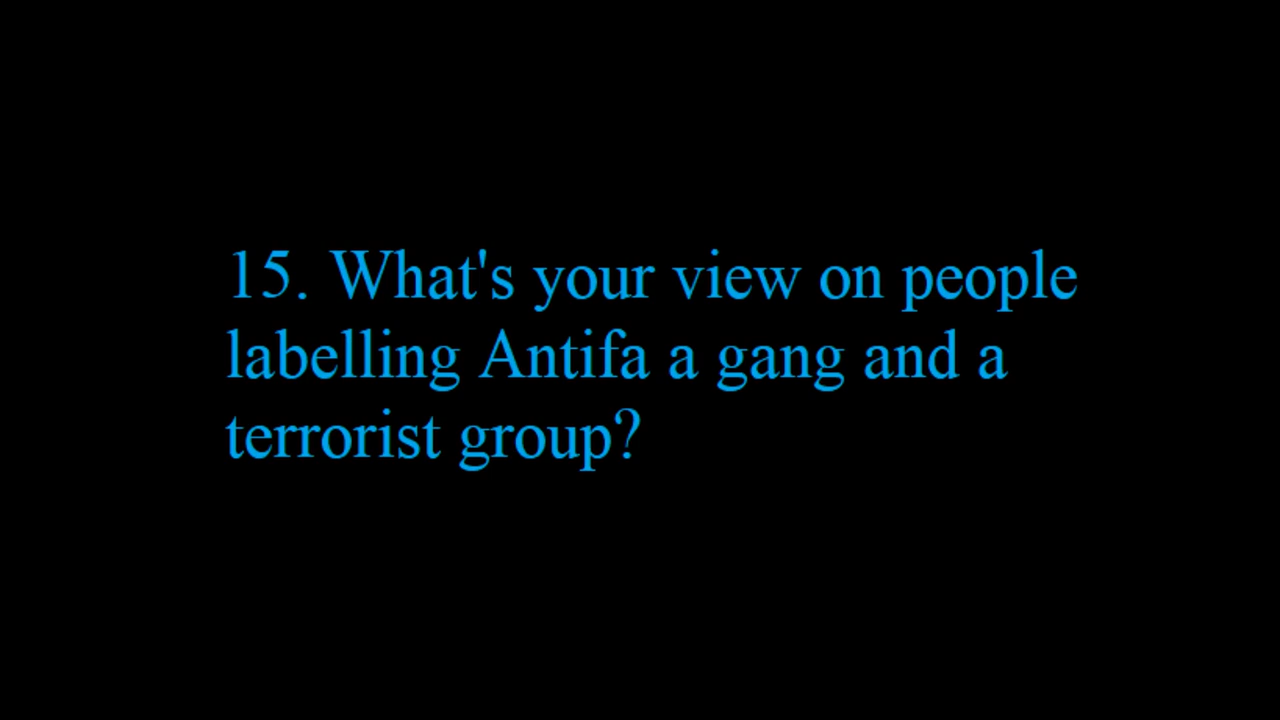 15. What's your view on people
labelling Antifa a gang and a
terrorist group?